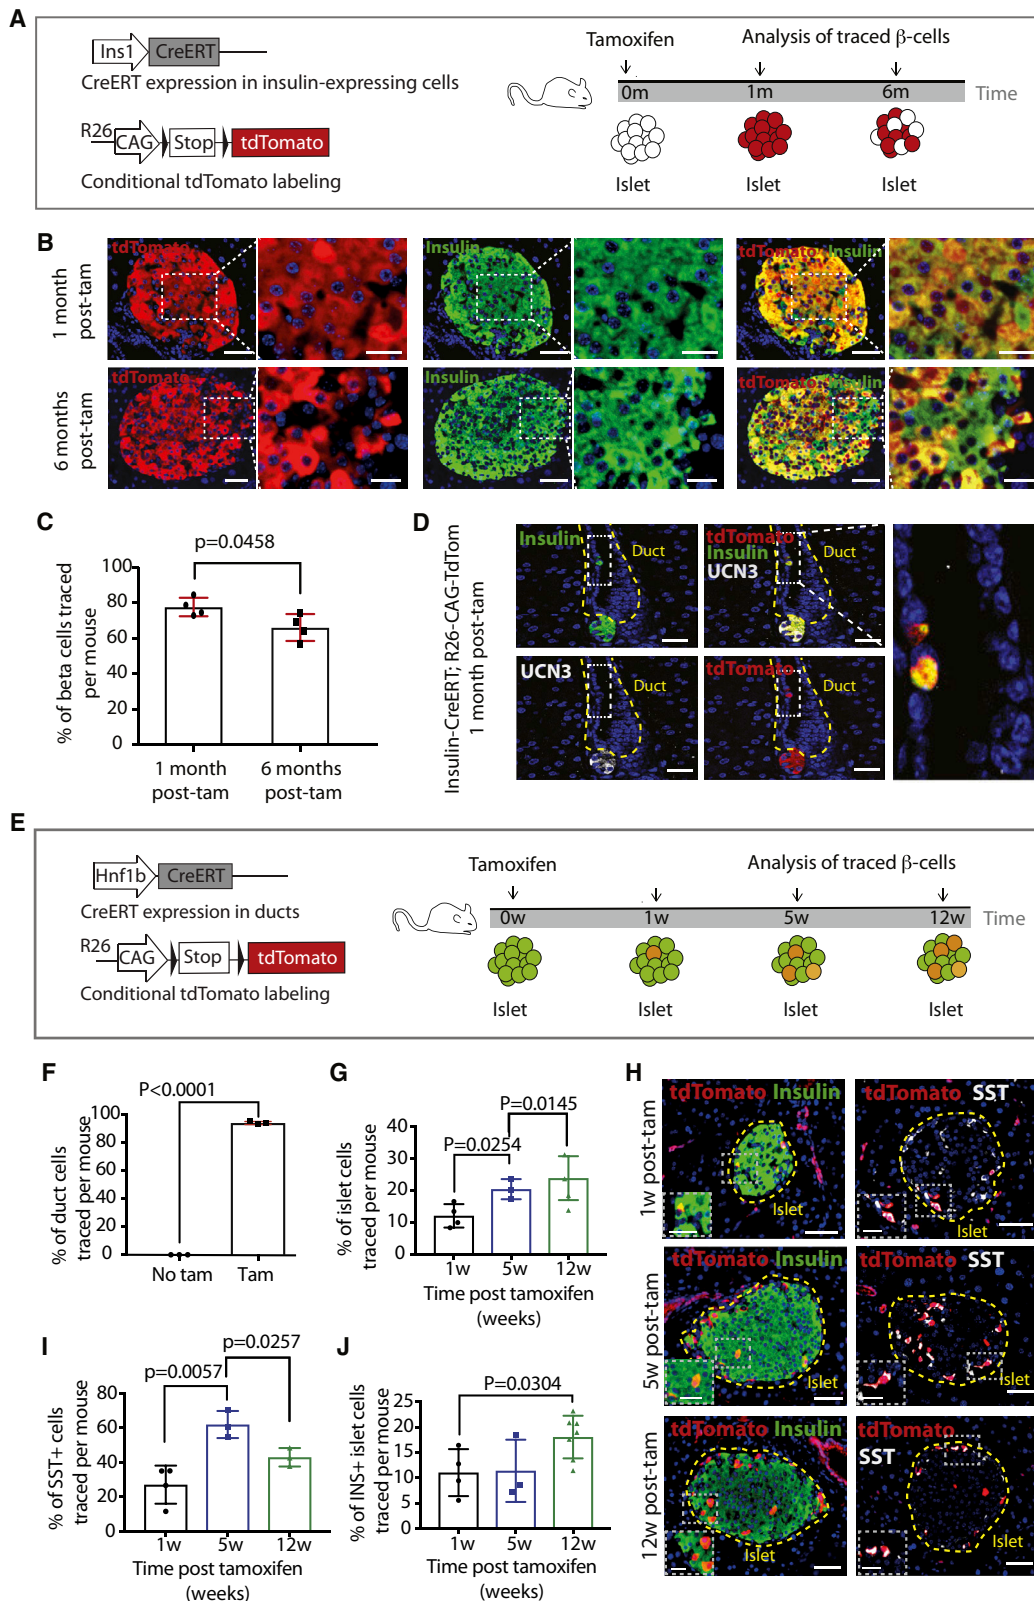 A
Ins1
CreERT
CreERT expression in insulin-expressing cells
R26
CAG
Stop
tdTomato
Conditional tdTomato labeling
Tamoxifen
Analysis of traced β-cells
0m
1m
6m
Time
Islet
Islet
Islet
B
1 month
post-tam
tdTomato
Insulin
tdTomato Insulin
6 months
post-tam
tdTomato
Insulin
tdTomato Insulin
C
p=0.0458
% of beta cells traced
per mouse
100
80
60
40
20
0
1 month
post-tam
6 months
post-tam
D
Insulin-CreERT; R26-CAG-TdTom
1 month post-tam
Insulin
Duct
tdTomato
Insulin
UCN3
Duct
UCN3
Duct
tdTomato
Duct
E
Hnf1b
CreERT
CreERT expression in ducts
R26
CAG
Stop
tdTomato
Conditional tdTomato labeling
Tamoxifen
Analysis of traced β-cells
0w
1w
5w
12w
Time
Islet
Islet
Islet
Islet
F
P<0.0001
% of duct cells
traced per mouse
100
80
60
40
20
0
No tam
Tam
G
P=0.0145
P=0.0254
% of islet cells
traced per mouse
40
30
20
10
0
1w
5w
12w
Time post tamoxifen
(weeks)
H
1w post-tam
tdTomato Insulin
Islet
tdTomato SST
Islet
5w post-tam
tdTomato Insulin
Islet
tdTomato SST
Islet
12w post-tam
tdTomato Insulin
Islet
tdTomato
SST
Islet
I
p=0.0257
p=0.0057
% of SST+ cells
traced per mouse
80
60
40
20
0
1w
5w
12w
Time post tamoxifen
(weeks)
J
P=0.0304
% of INS+ islet cells
traced per mouse
25
20
15
10
5
0
1w
5w
12w
Time post tamoxifen
(weeks)